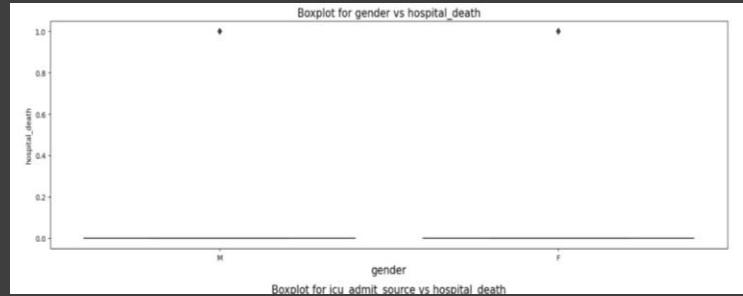 Boxplot for gender vs hospital_death
1.0
0.8
0.6
0.4
0.2
0.0
hospital_death
M F
gender
Boxplot for icu_admit_source vs hospital_death